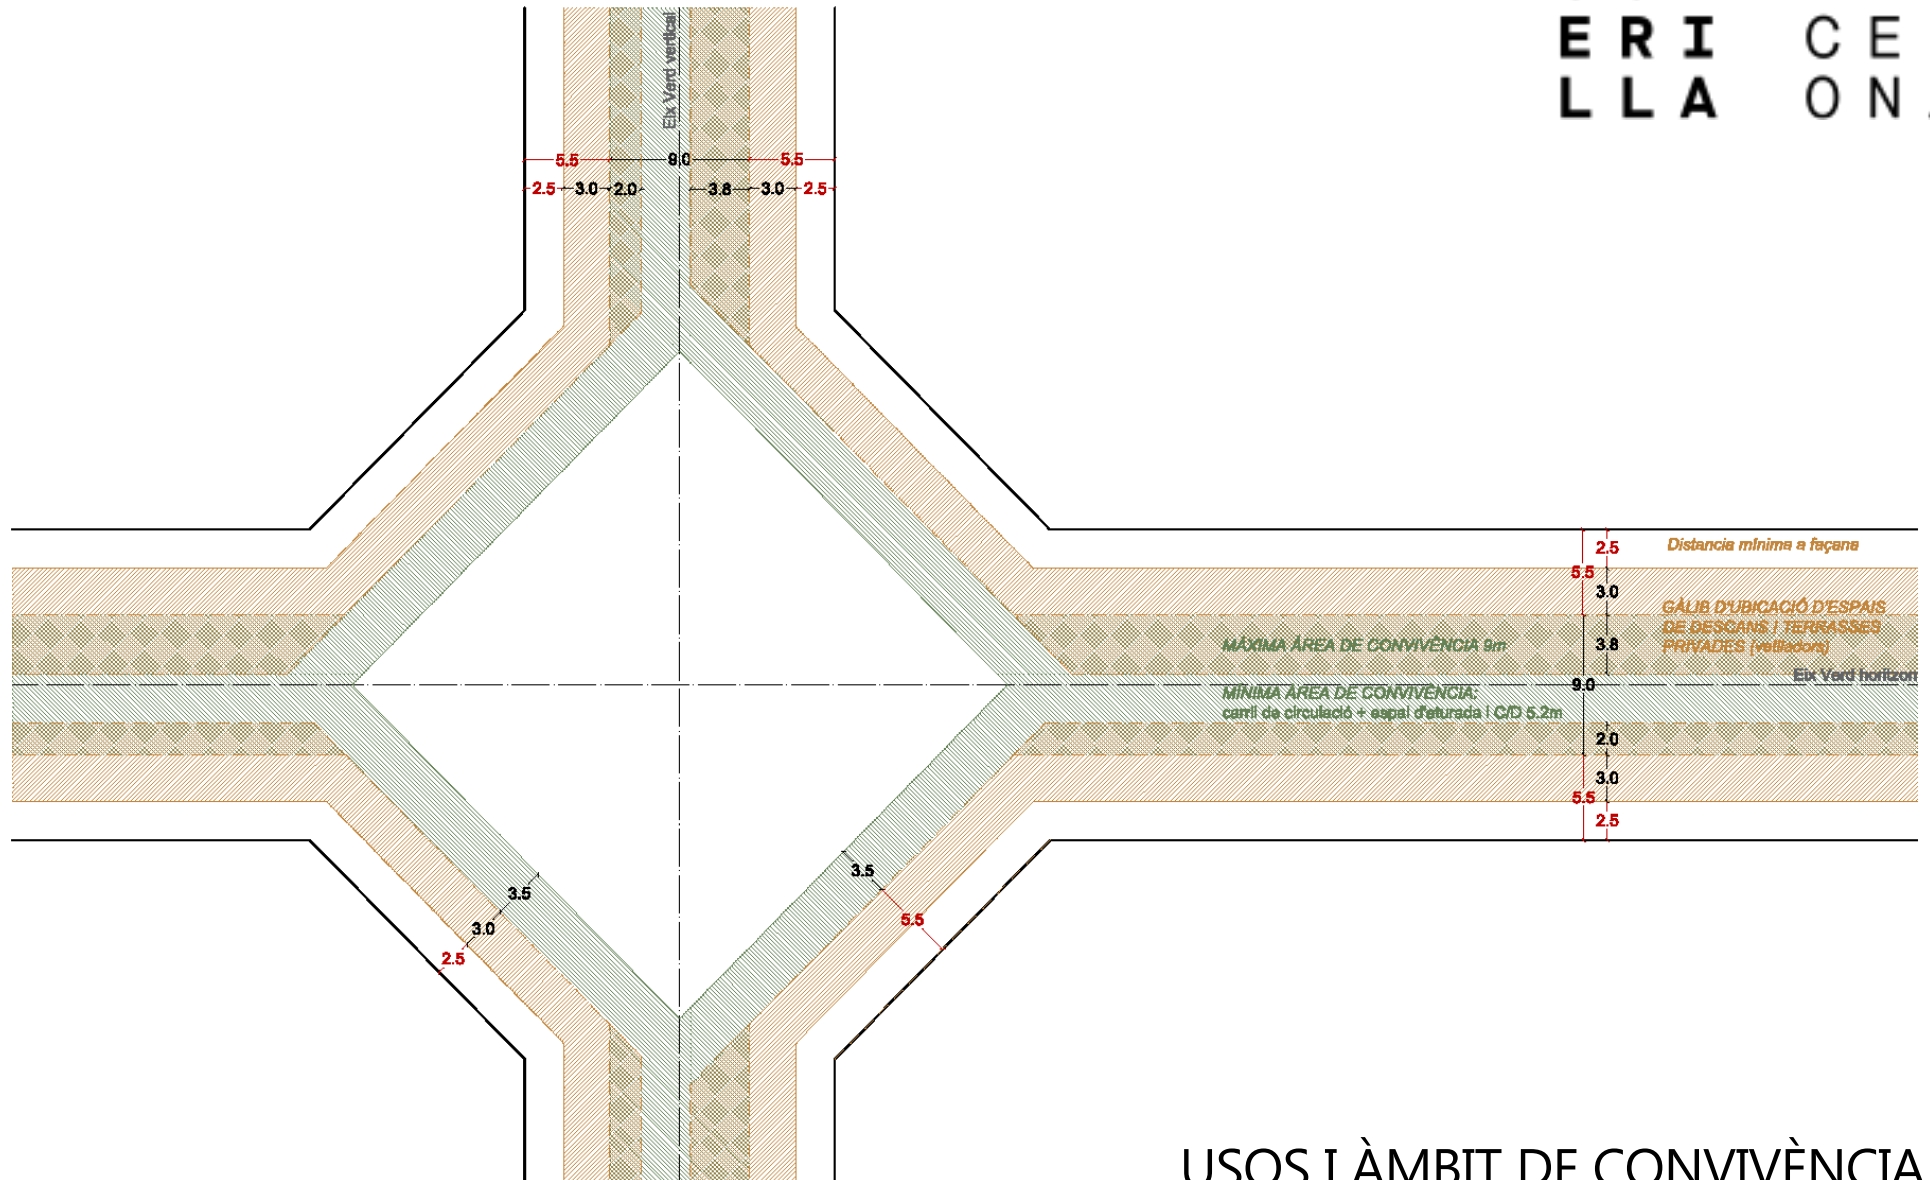 ERI CE
LLA ON
Eix Verd vertical
5.5 9.0 5.5
2.5 3.0 2.0 3.8 3.0 2.5
2.5
Distancia mínima a façana
5.5
3.0
GÀLIB D'UBICACIÓ D'ESPAIS
DE DESCANS I TERRASSES
PRIVADES (vetlladors)
3.8
MÀXIMA ÀREA DE CONVIVÈNCIA 9m
Eix Verd horitzon
9.0
MÍNIMA ÀREA DE CONVIVÈNCIA:
carril de circulació + espai d'aturada i C/D 5.2m
2.0
3.0
5.5
2.5
3.5
3.5
5.5
3.0
2.5
USOS I ÀMBIT DE CONVIVÈNCIA